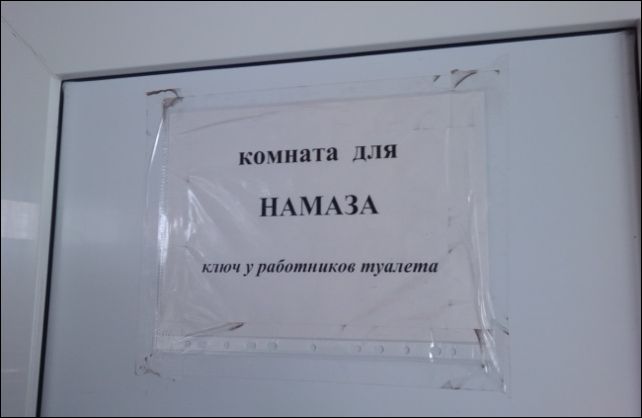 комната для
НАМАЗА
ключ у работников туалета